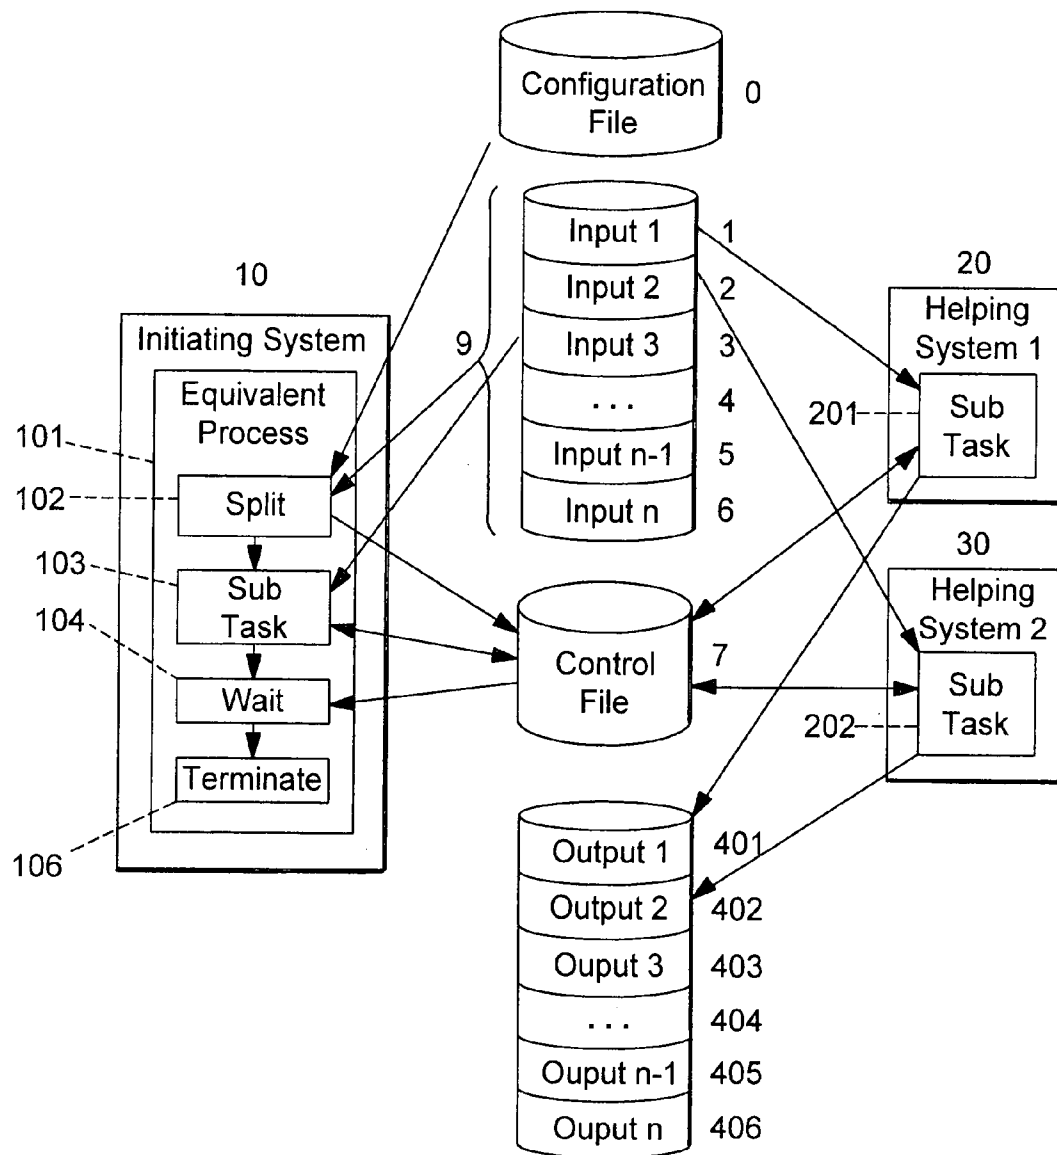 Configuration
File
0
Input 1
1
Input 2
2
Input 3
3
. . .
4
Input n-1
5
Input n
6
9
10
Initiating System
Equivalent
Process
101
102
Split
103
Sub
Task
104
Wait
Terminate
106
20
Helping
System 1
201
Sub
Task
30
Helping
System 2
202
Sub
Task
Control
File
7
Output 1
401
Output 2
402
Ouput 3
403
. . .
404
Ouput n-1
405
Ouput n
406